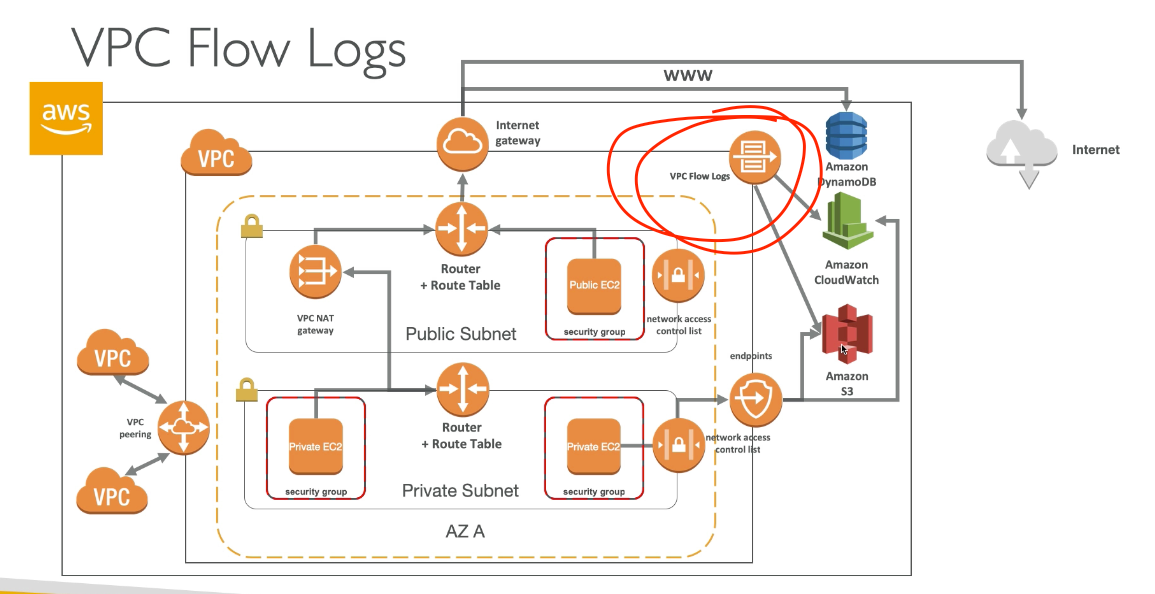 VPC Flow Logs
WWW
aws
Internet
gateway
VPC
VPC Flow Logs
Amazon
DynamoDB
Internet
Router
+ Route Table
Public EC2
security group
VPC NAT
gateway
Public Subnet
network access
control list
Amazon
CloudWatch
endpoints
Amazon
S3
VPC
VPC
peering
VPC
Router
+ Route Table
Private EC2
security group
Private EC2
security group
network access
control list
Private Subnet
AZ A